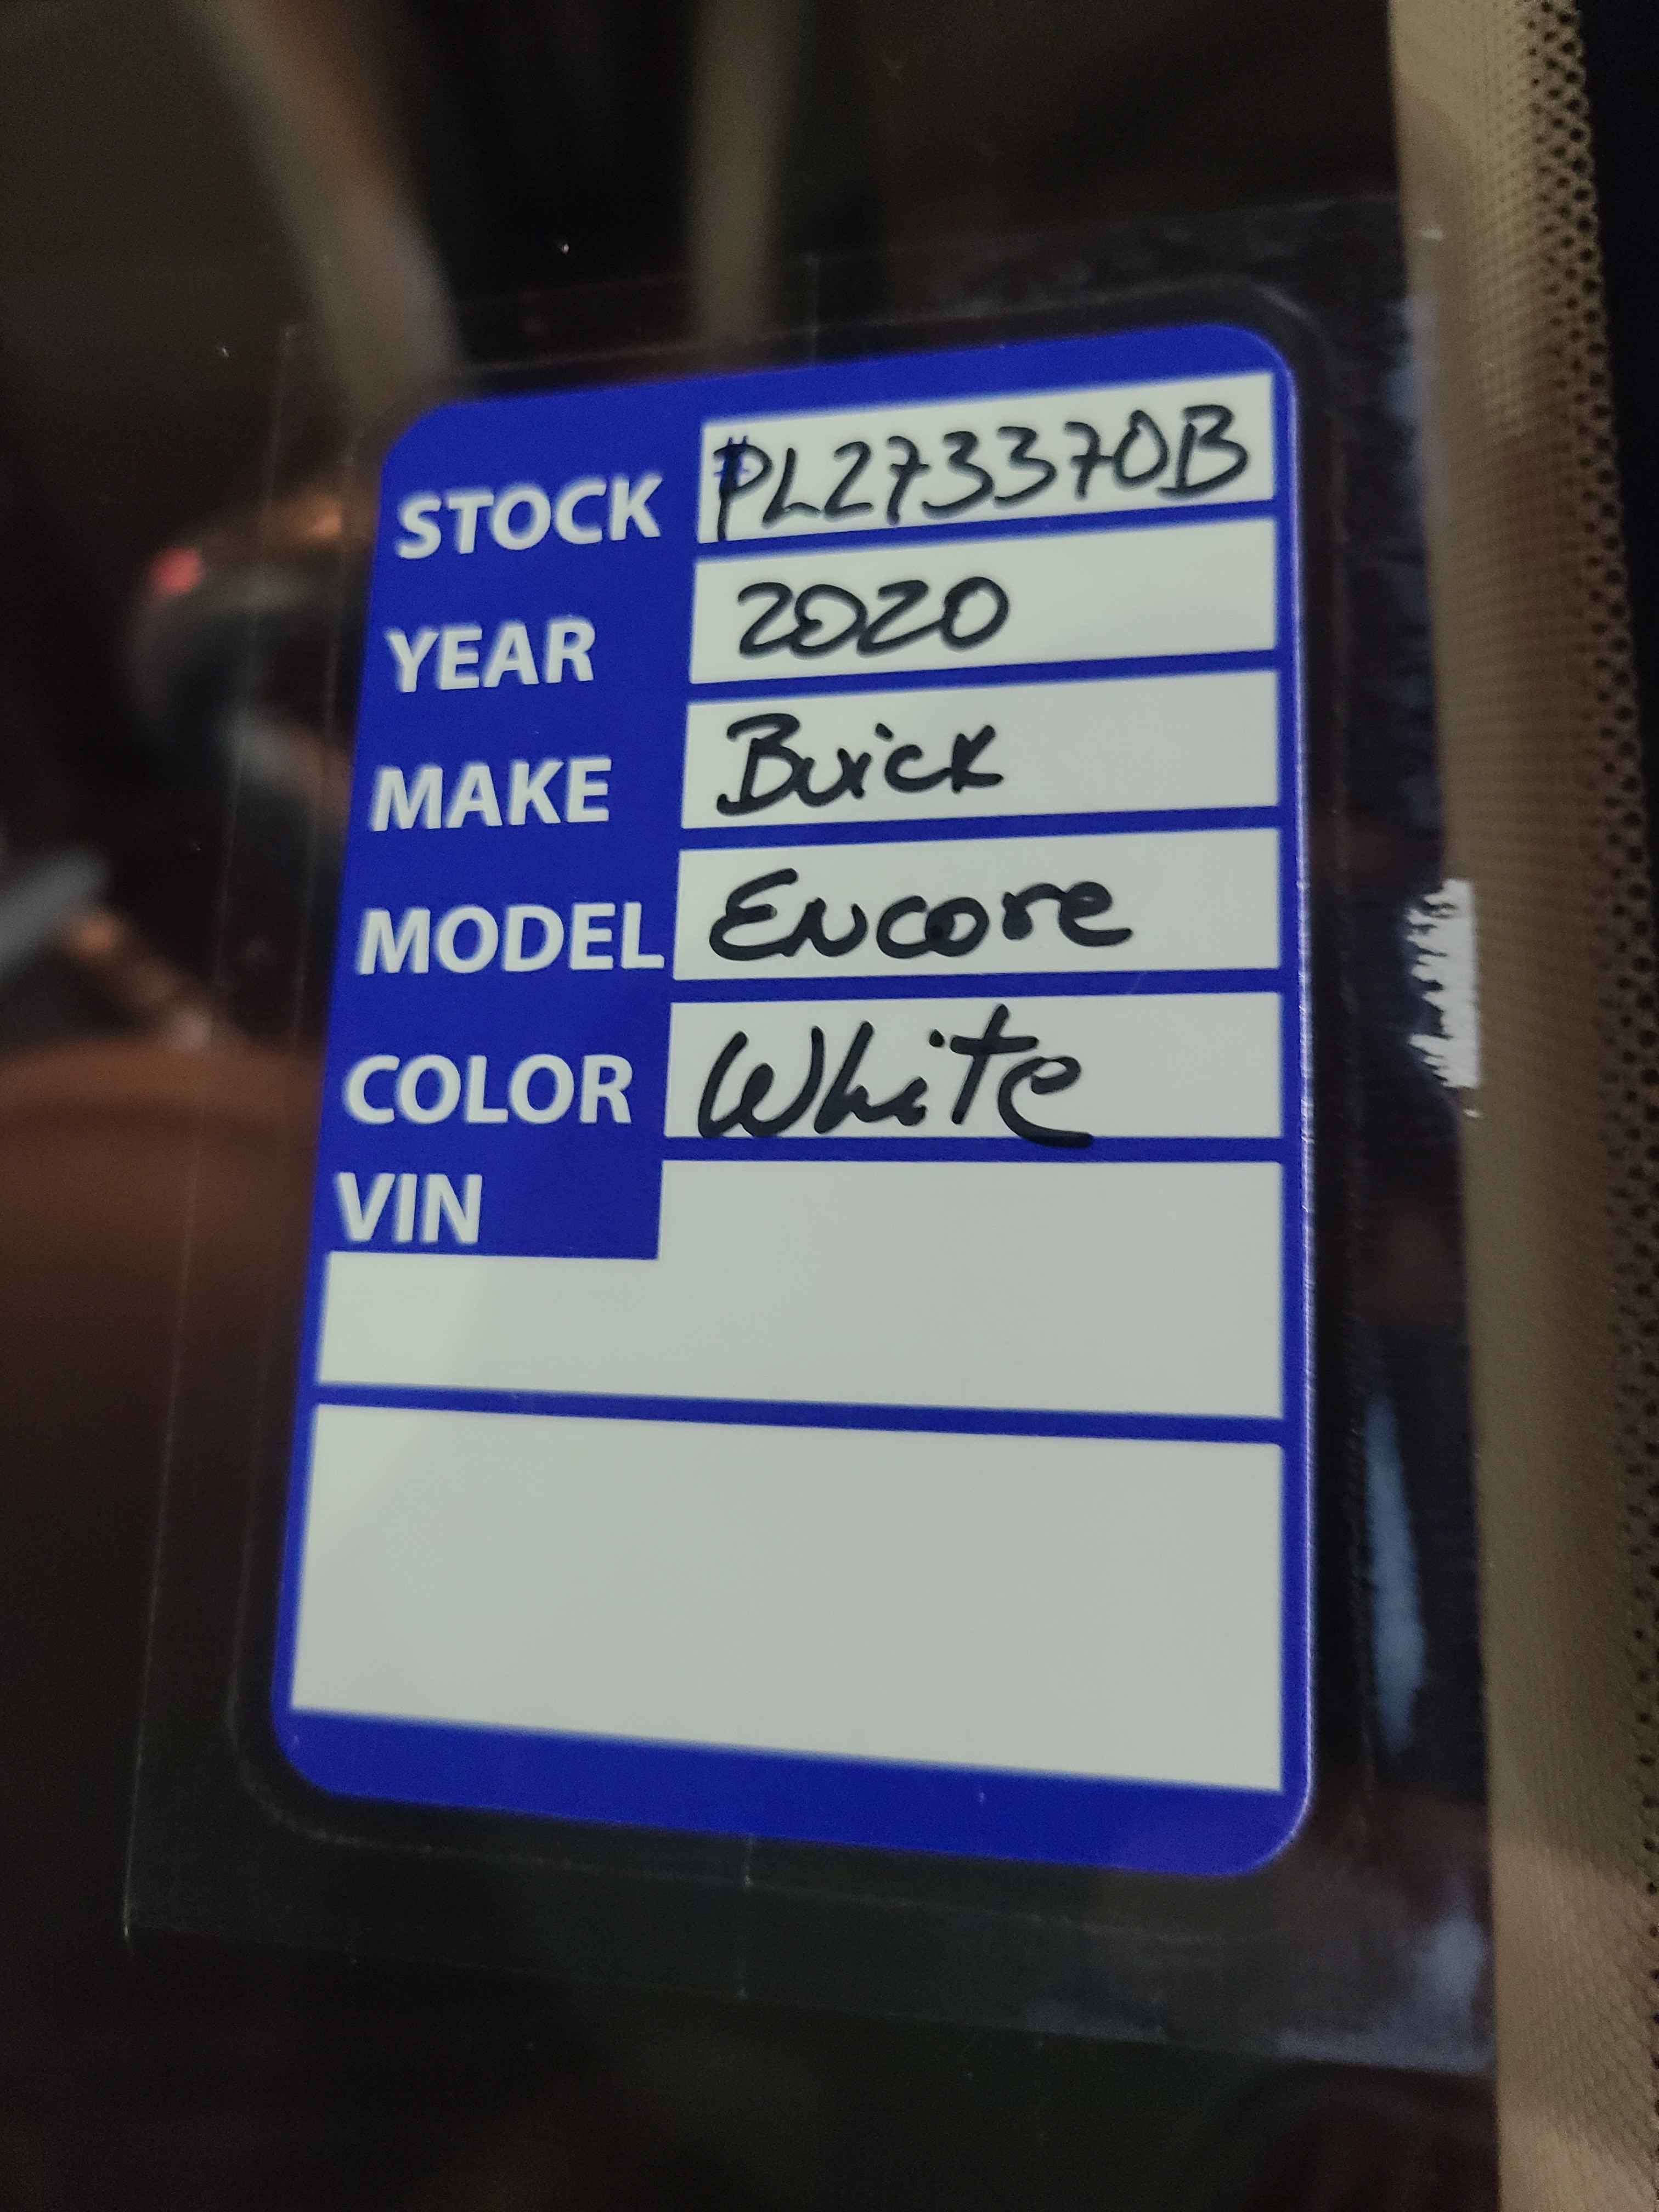 STOCK #PL273370B
YEAR 2020
MAKE Buick
MODEL Encore
COLOR White
VIN